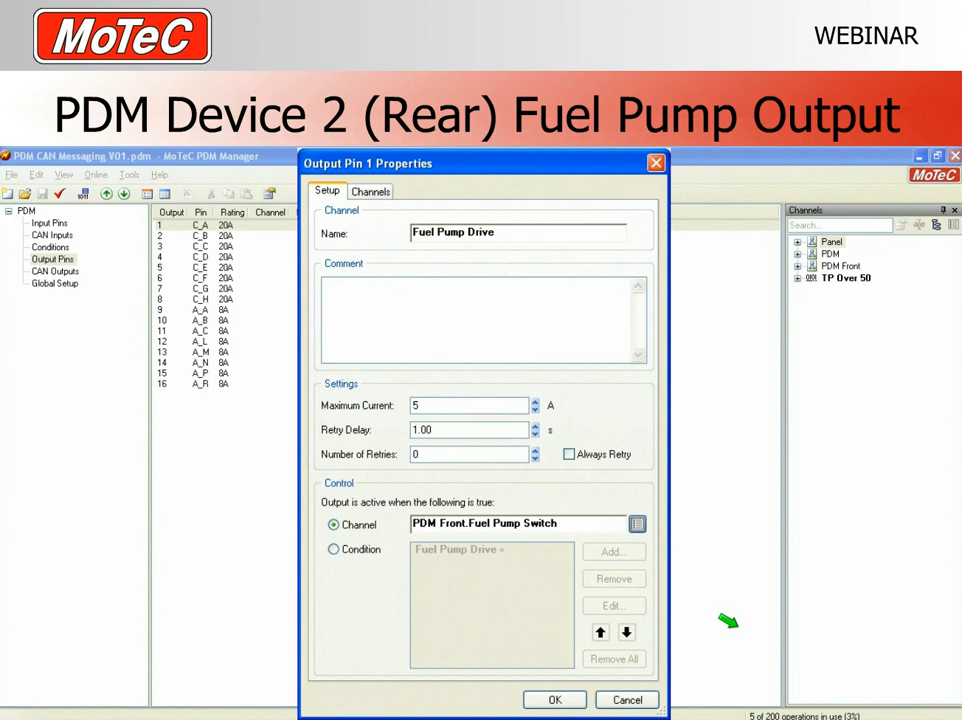 MoTeC
WEBINAR
PDM Device 2 (Rear) Fuel Pump Output
PDM CAN Messaging V01.pdm - MoTeC PDM Manager
File Edit View Online Tools Help
MoTeC
PDM
Input Pins
CAN Inputs
Conditions
Output Pins
CAN Outputs
Global Setup
Output Pin Rating Channel
1 C_A 20A
2 C_B 20A
3 C_C 20A
4 C_D 20A
5 C_E 20A
6 C_F 20A
7 C_G 20A
8 C_H 20A
9 A_A 8A
10 A_B 8A
11 A_C 8A
12 A_L 8A
13 A_M 8A
14 A_N 8A
15 A_P 8A
16 A_R 8A
Output Pin 1 Properties
Setup Channels
Channel
Name: Fuel Pump Drive
Comment
Settings
Maximum Current: 5 A
Retry Delay: 1.00 s
Number of Retries: 0 Always Retry
Control
Output is active when the following is true:
Channel PDM Front.Fuel Pump Switch
Condition Fuel Pump Drive =
Add...
Remove
Edit...
Remove All
OK Cancel
Channels
Search...
Panel
PDM
PDM Front
TP Over 50
5 of 200 operations in use (3%)